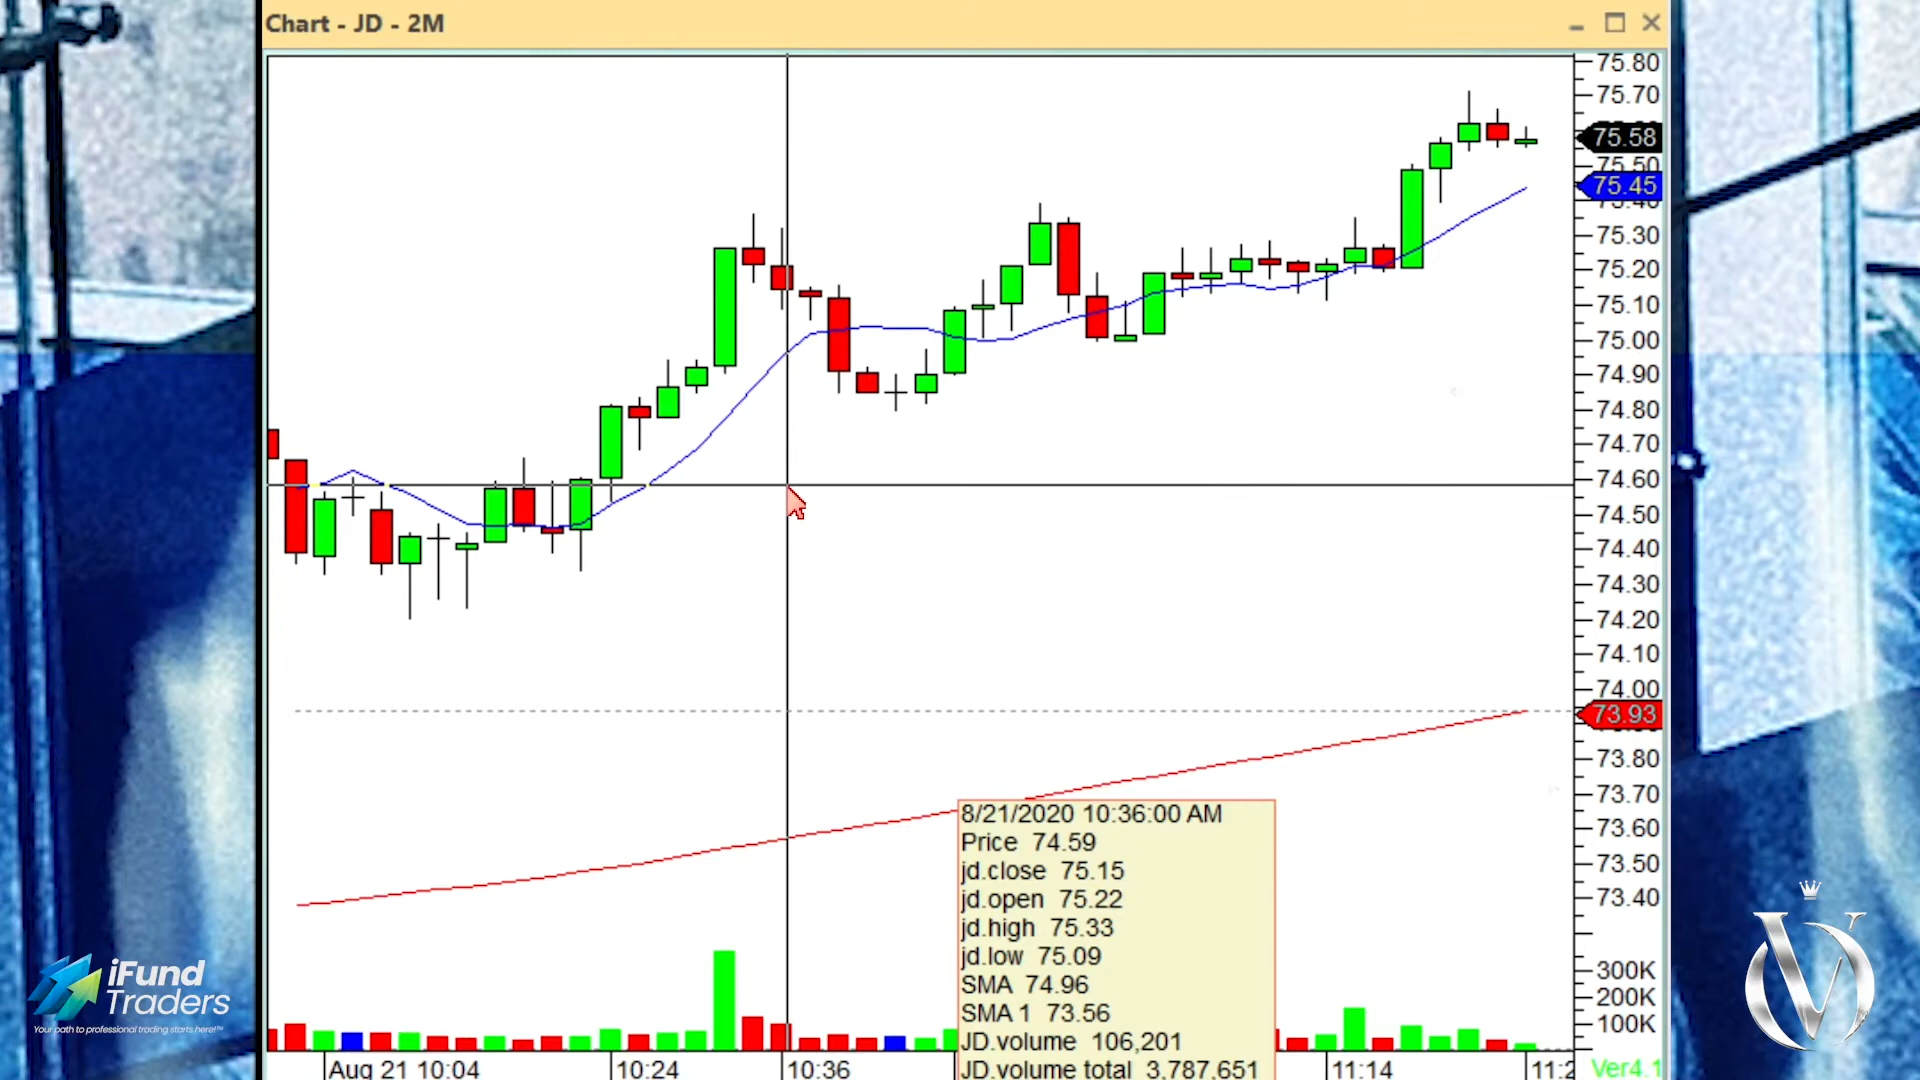 Chart - JD - 2M
75.80
75.70
75.58
75.50
75.45
75.40
75.30
75.20
75.10
75.00
74.90
74.80
74.70
74.60
74.50
74.40
74.30
74.20
74.10
74.00
73.93
73.80
73.70
73.60
73.50
73.40
300K
200K
100K
8/21/2020 10:36:00 AM
Price 74.59
jd.close 75.15
jd.open 75.22
jd.high 75.33
jd.low 75.09
SMA 74.96
SMA 1 73.56
JD.volume 106,201
JD.volume total 3,787,651
Aug 21 10:04
10:24
10:36
11:14
Ver4.1
iFund
Traders
Your path to professional trading starts here!™